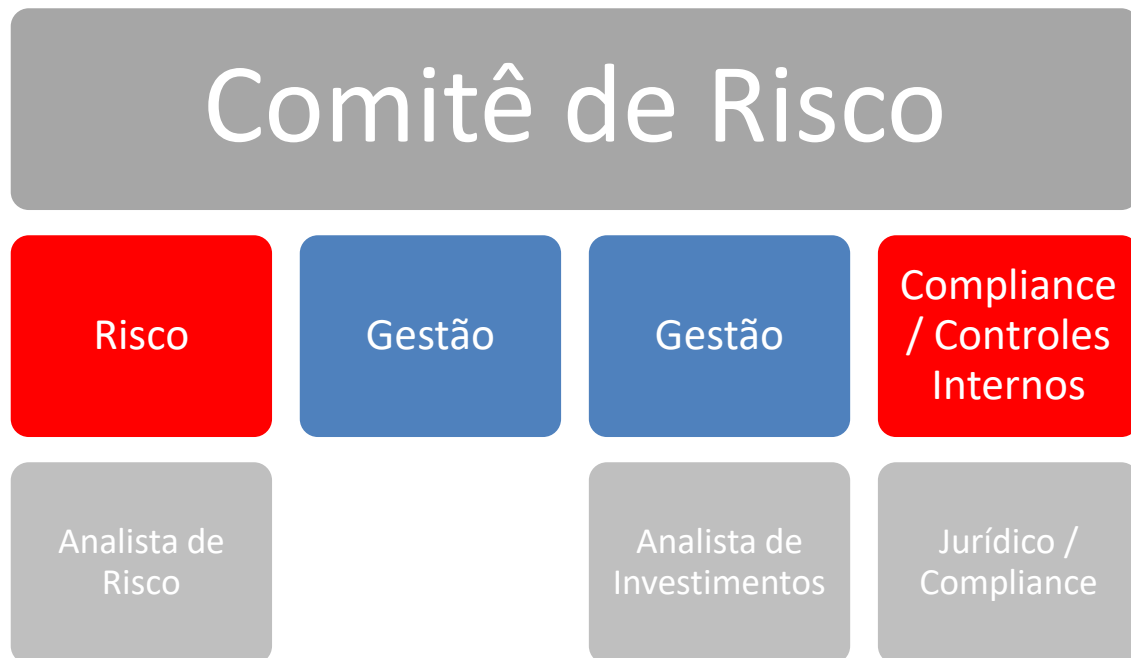 Comitê de Risco
Risco
Gestão
Gestão
Compliance
/ Controles
Internos
Analista de
Risco
Analista de
Investimentos
Jurídico /
Compliance